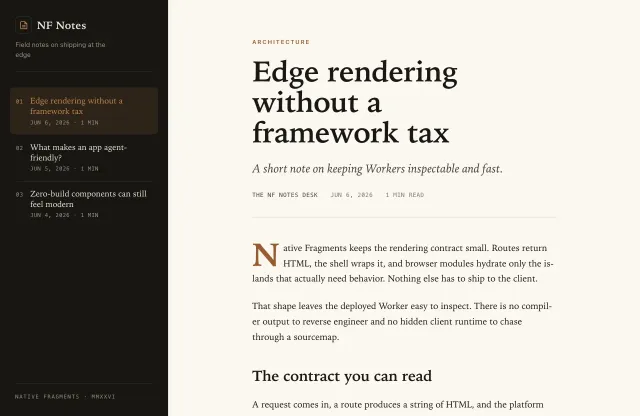 NF Notes
Field notes on shipping at the
edge
01 Edge rendering without a
framework tax
JUN 6, 2026 · 1 MIN
02 What makes an app agent-
friendly?
JUN 5, 2026 · 1 MIN
03 Zero-build components can still
feel modern
JUN 4, 2026 · 1 MIN
NATIVE FRAGMENTS · MMXXVI
ARCHITECTURE
Edge rendering
without a
framework tax
A short note on keeping Workers inspectable and fast.
THE NF NOTES DESK JUN 6, 2026 1 MIN READ
Native Fragments keeps the rendering contract small. Routes return
HTML, the shell wraps it, and browser modules hydrate only the is-
lands that actually need behavior. Nothing else has to ship to the client.
That shape leaves the deployed Worker easy to inspect. There is no compil-
er output to reverse engineer and no hidden client runtime to chase
through a sourcemap.
The contract you can read
A request comes in, a route produces a string of HTML, and the platform